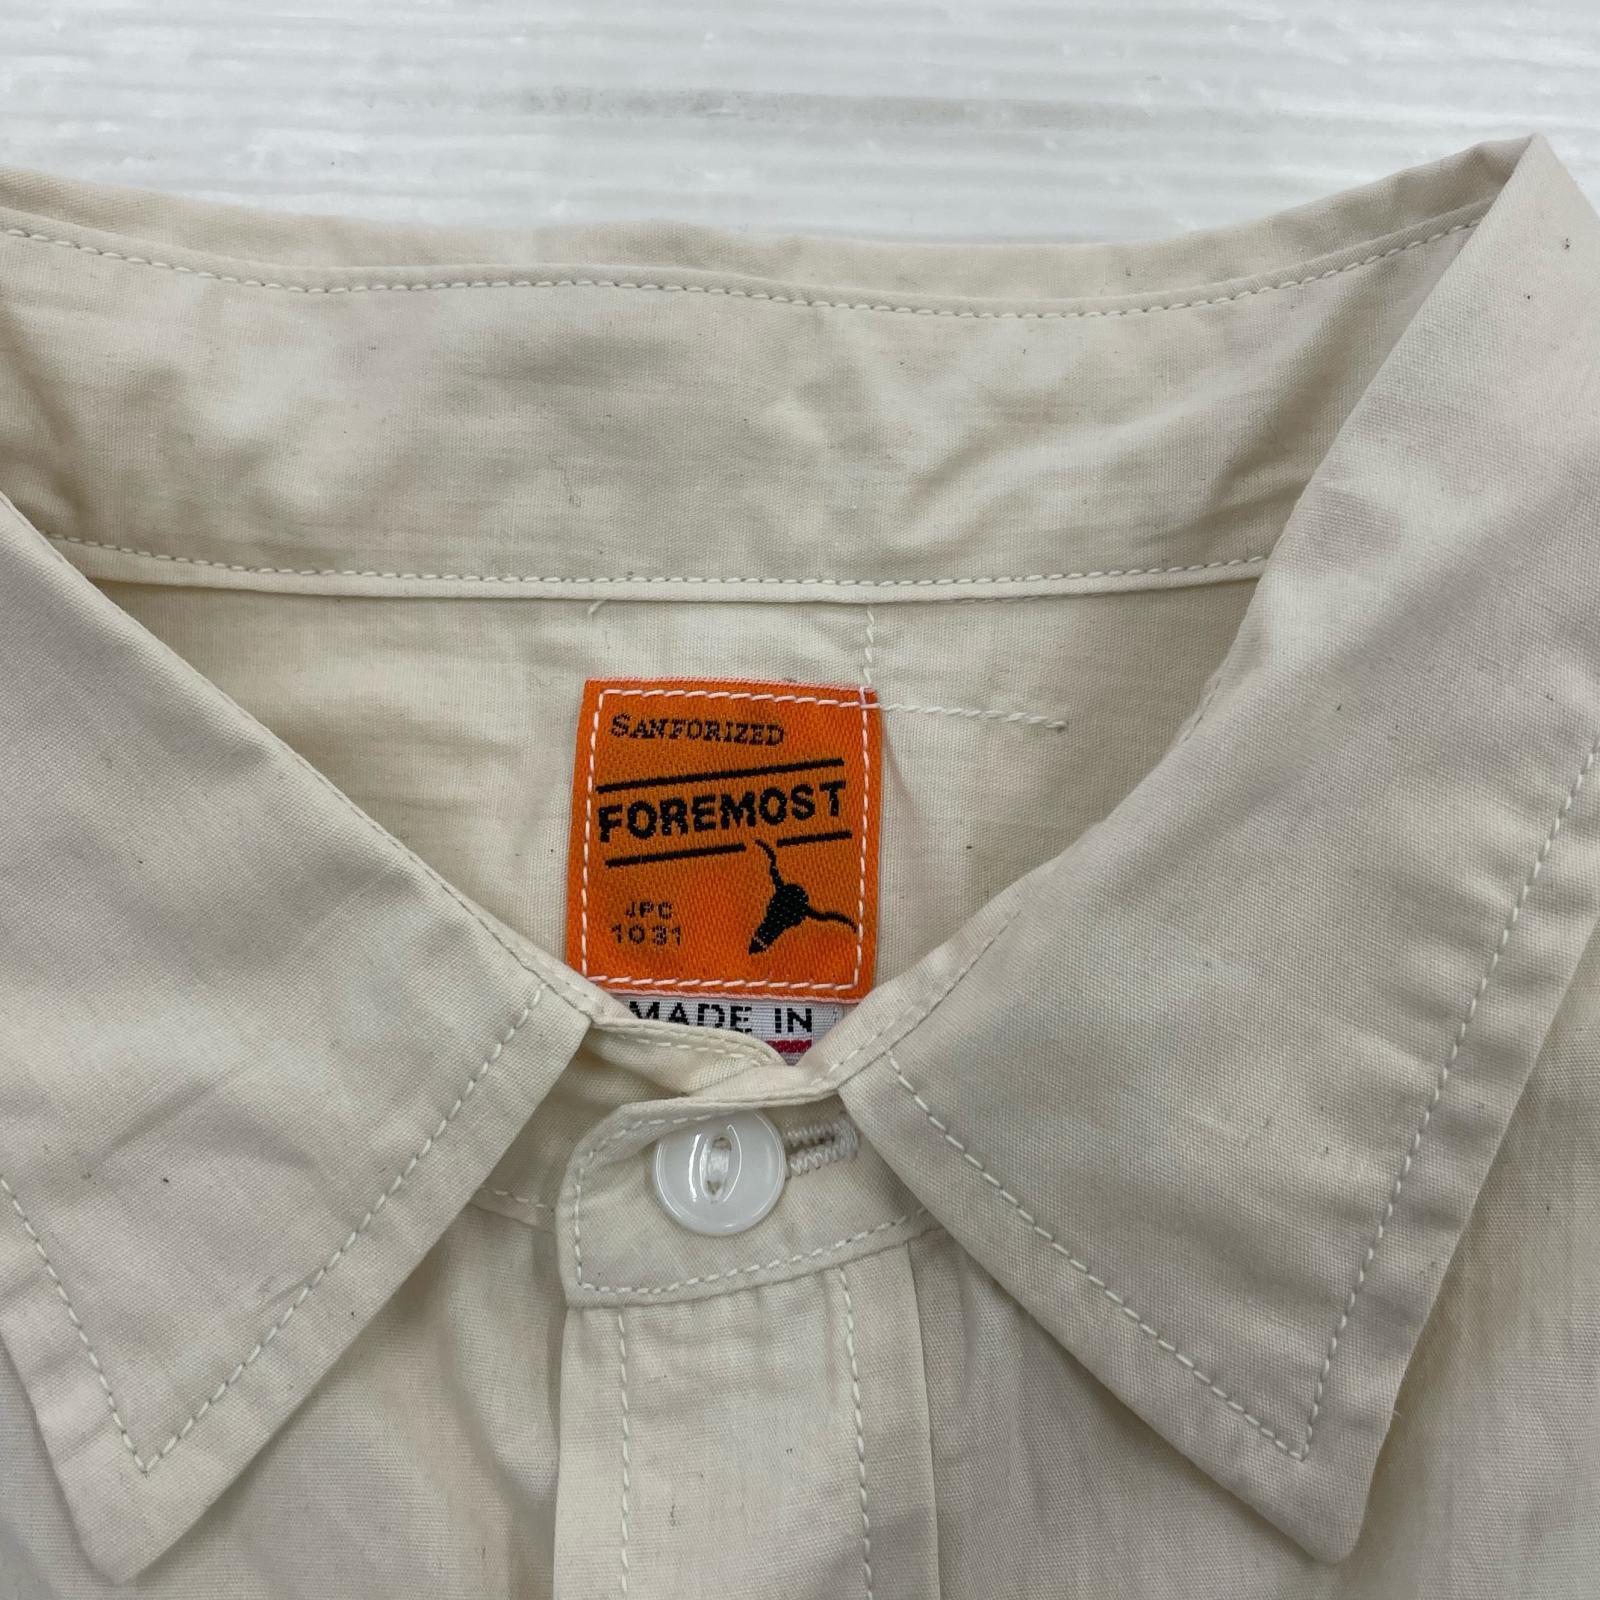 SANFORIZED
FOREMOST
JPC
1031
MADE IN